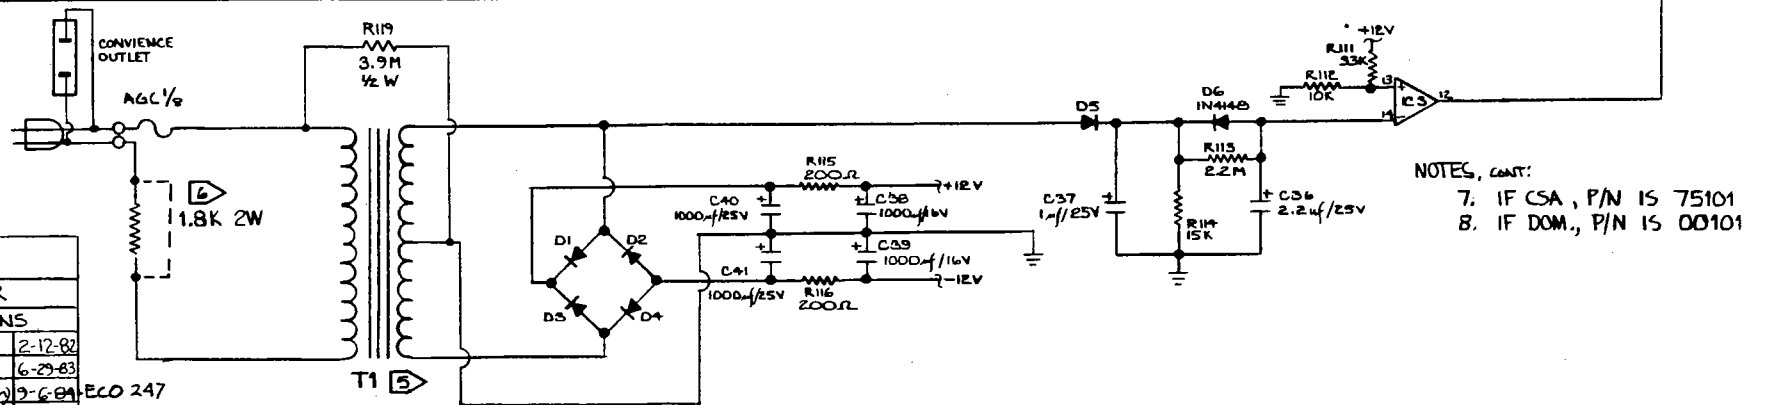 CONVIENCE
OUTLET
AGC 1/8
R119
3.9M
1/2 W
6
1.8K 2W
T1 5
D1
D2
D3
D4
C40
1000µf/25V
C41
1000µf/25V
R115
200Ω
R116
200Ω
C38
1000µf/16V
C39
1000µf/16V
+12V
-12V
D5
D6
1N4148
C37
1µf/25V
R113
2.2M
R114
15K
C36
2.2µf/25V
+12V
R111
33K
R112
10K
13
14
12
IC3
NOTES, CONT:
7. IF CSA, P/N IS 75101
8. IF DOM., P/N IS 00101
NS
2-12-82
6-29-83
9-6-84 ECO 247